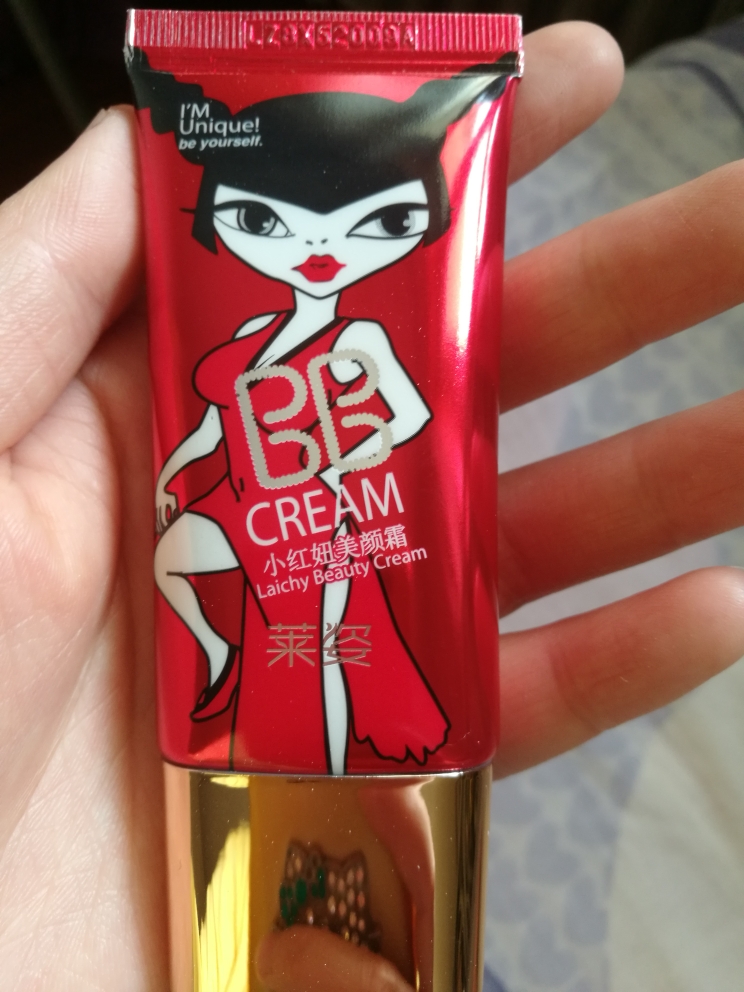 I'M
Unique!
be yourself.
BB
CREAM
小红妞美颜霜
Laichy Beauty Cream
莱姿